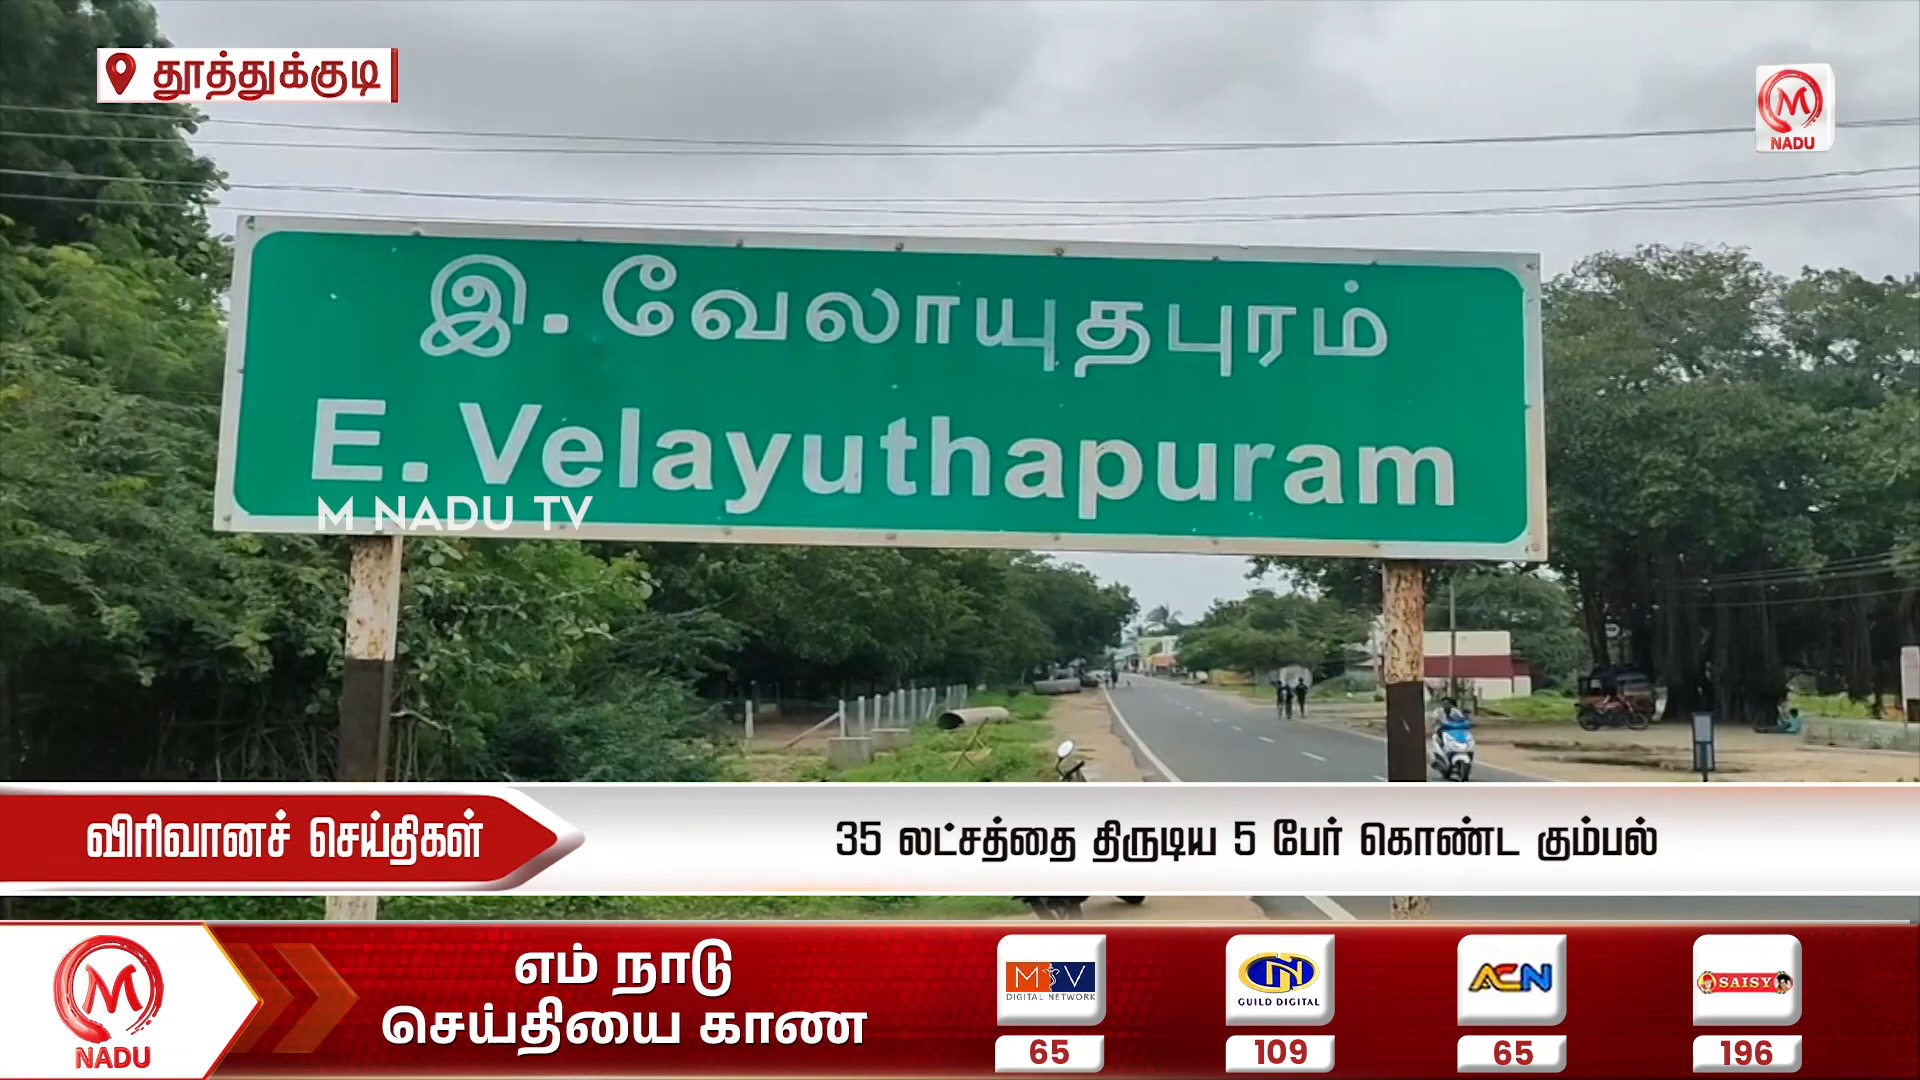 தூத்துக்குடி
M
NADU
இ.வேலாயுதபுரம்
E. Velayuthapuram
M NADU TV
விரிவானச் செய்திகள்
35 லட்சத்தை திருடிய 5 பேர் கொண்ட கும்பல்
M
NADU
எம் நாடு
செய்தியை காண
M V
DIGITAL NETWORK
65
GUILD DIGITAL
109
ACN
65
SAISY
196